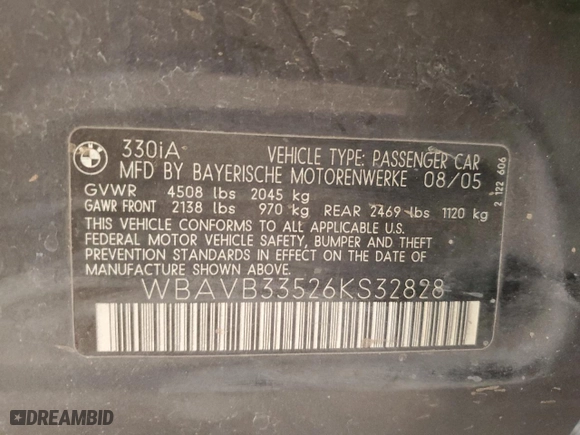 330iA VEHICLE TYPE: PASSENGER CAR
MFD BY BAYERISCHE MOTORENWERKE 08/05
GVWR 4508 lbs 2045 kg
GAWR FRONT 2138 lbs 970 kg REAR 2469 lbs 1120 kg
THIS VEHICLE CONFORMS TO ALL APPLICABLE U.S.
FEDERAL MOTOR VEHICLE SAFETY, BUMPER AND THEFT
PREVENTION STANDARDS IN EFFECT ON THE DATE OF
MANUFACTURE SHOWN ABOVE.
WBAVB33526KS32828
2 122 606
DREAMBID